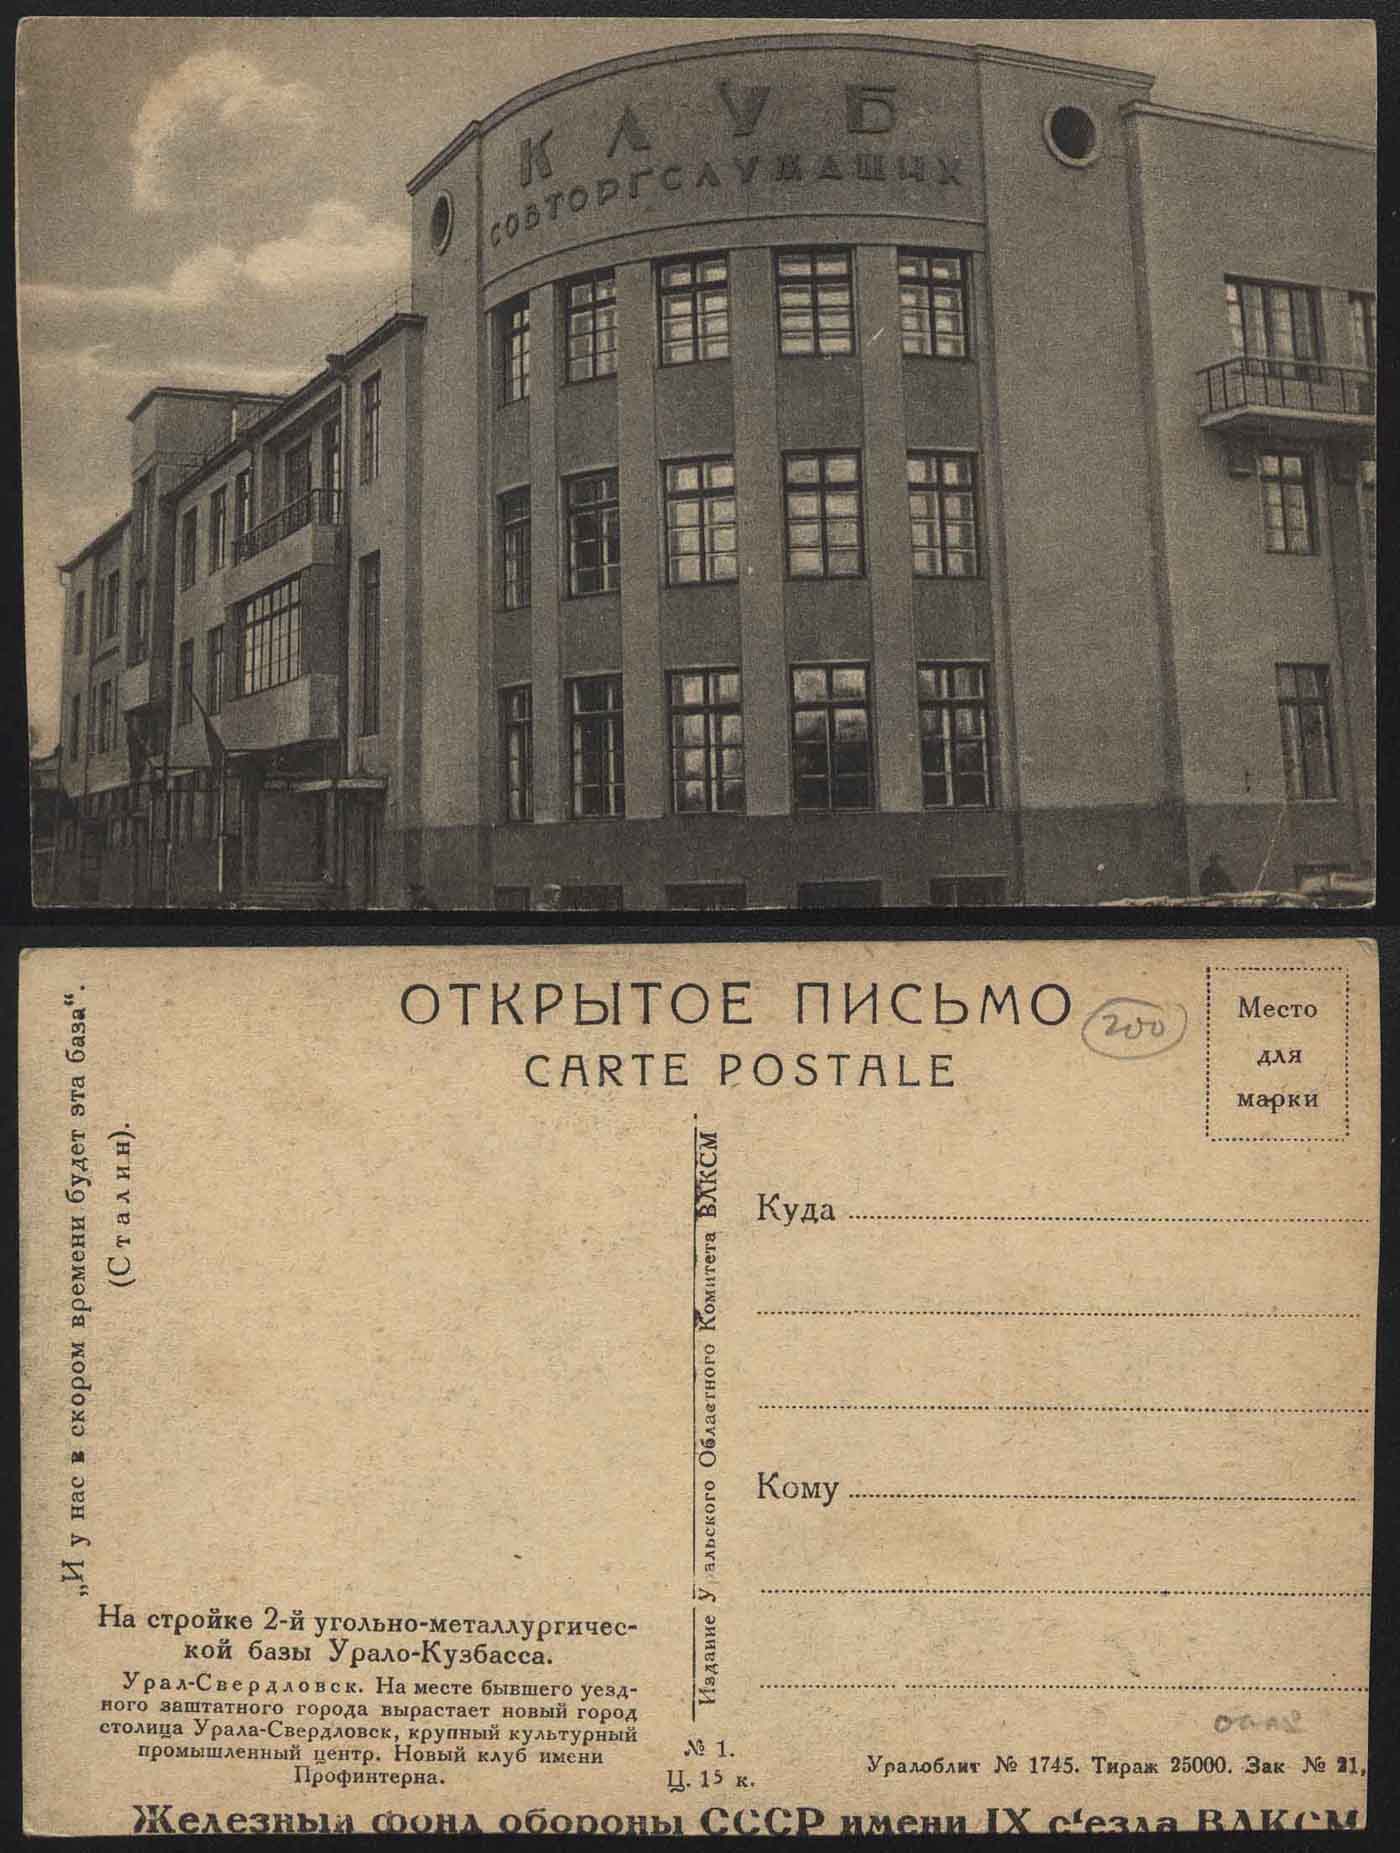 КЛУБ
СОВТОРГСЛУЖАЩИХ
ОТКРЫТОЕ ПИСЬМО
CARTE POSTALE
200
Место
для
марки
„И у нас в скором времени будет эта база“.
(Сталин).
Издание Уральского Областного Комитета ВЛКСМ
Куда
Кому
На стройке 2-й угольно-металлургичес-
кой базы Урало-Кузбасса.
Урал-Свердловск. На месте бывшего уезд-
ного заштатного города вырастает новый город
столица Урала-Свердловск, крупный культурный
промышленный центр. Новый клуб имени
Профинтерна.
№ 1.
Ц. 15 к.
Уралоблит № 1745. Тираж 25000. Зак № 21,
Железный фонд обороны СССР имени IX с‘езда ВЛКСМ